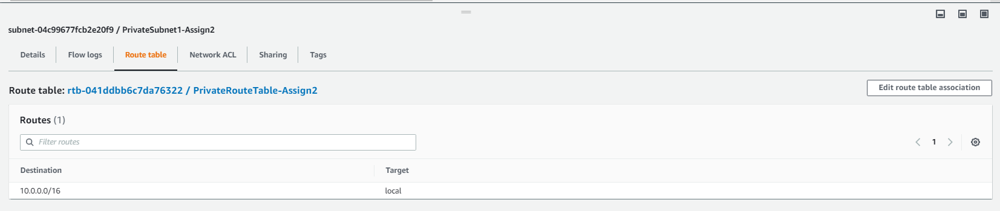 subnet-04c99677fcb2e20f9 / PrivateSubnet1-Assign2
Details Flow logs Route table Network ACL Sharing Tags
Route table: rtb-041ddbb6c7da76322 / PrivateRouteTable-Assign2 Edit route table association
Routes (1)
Filter routes 1
Destination Target
10.0.0.0/16 local